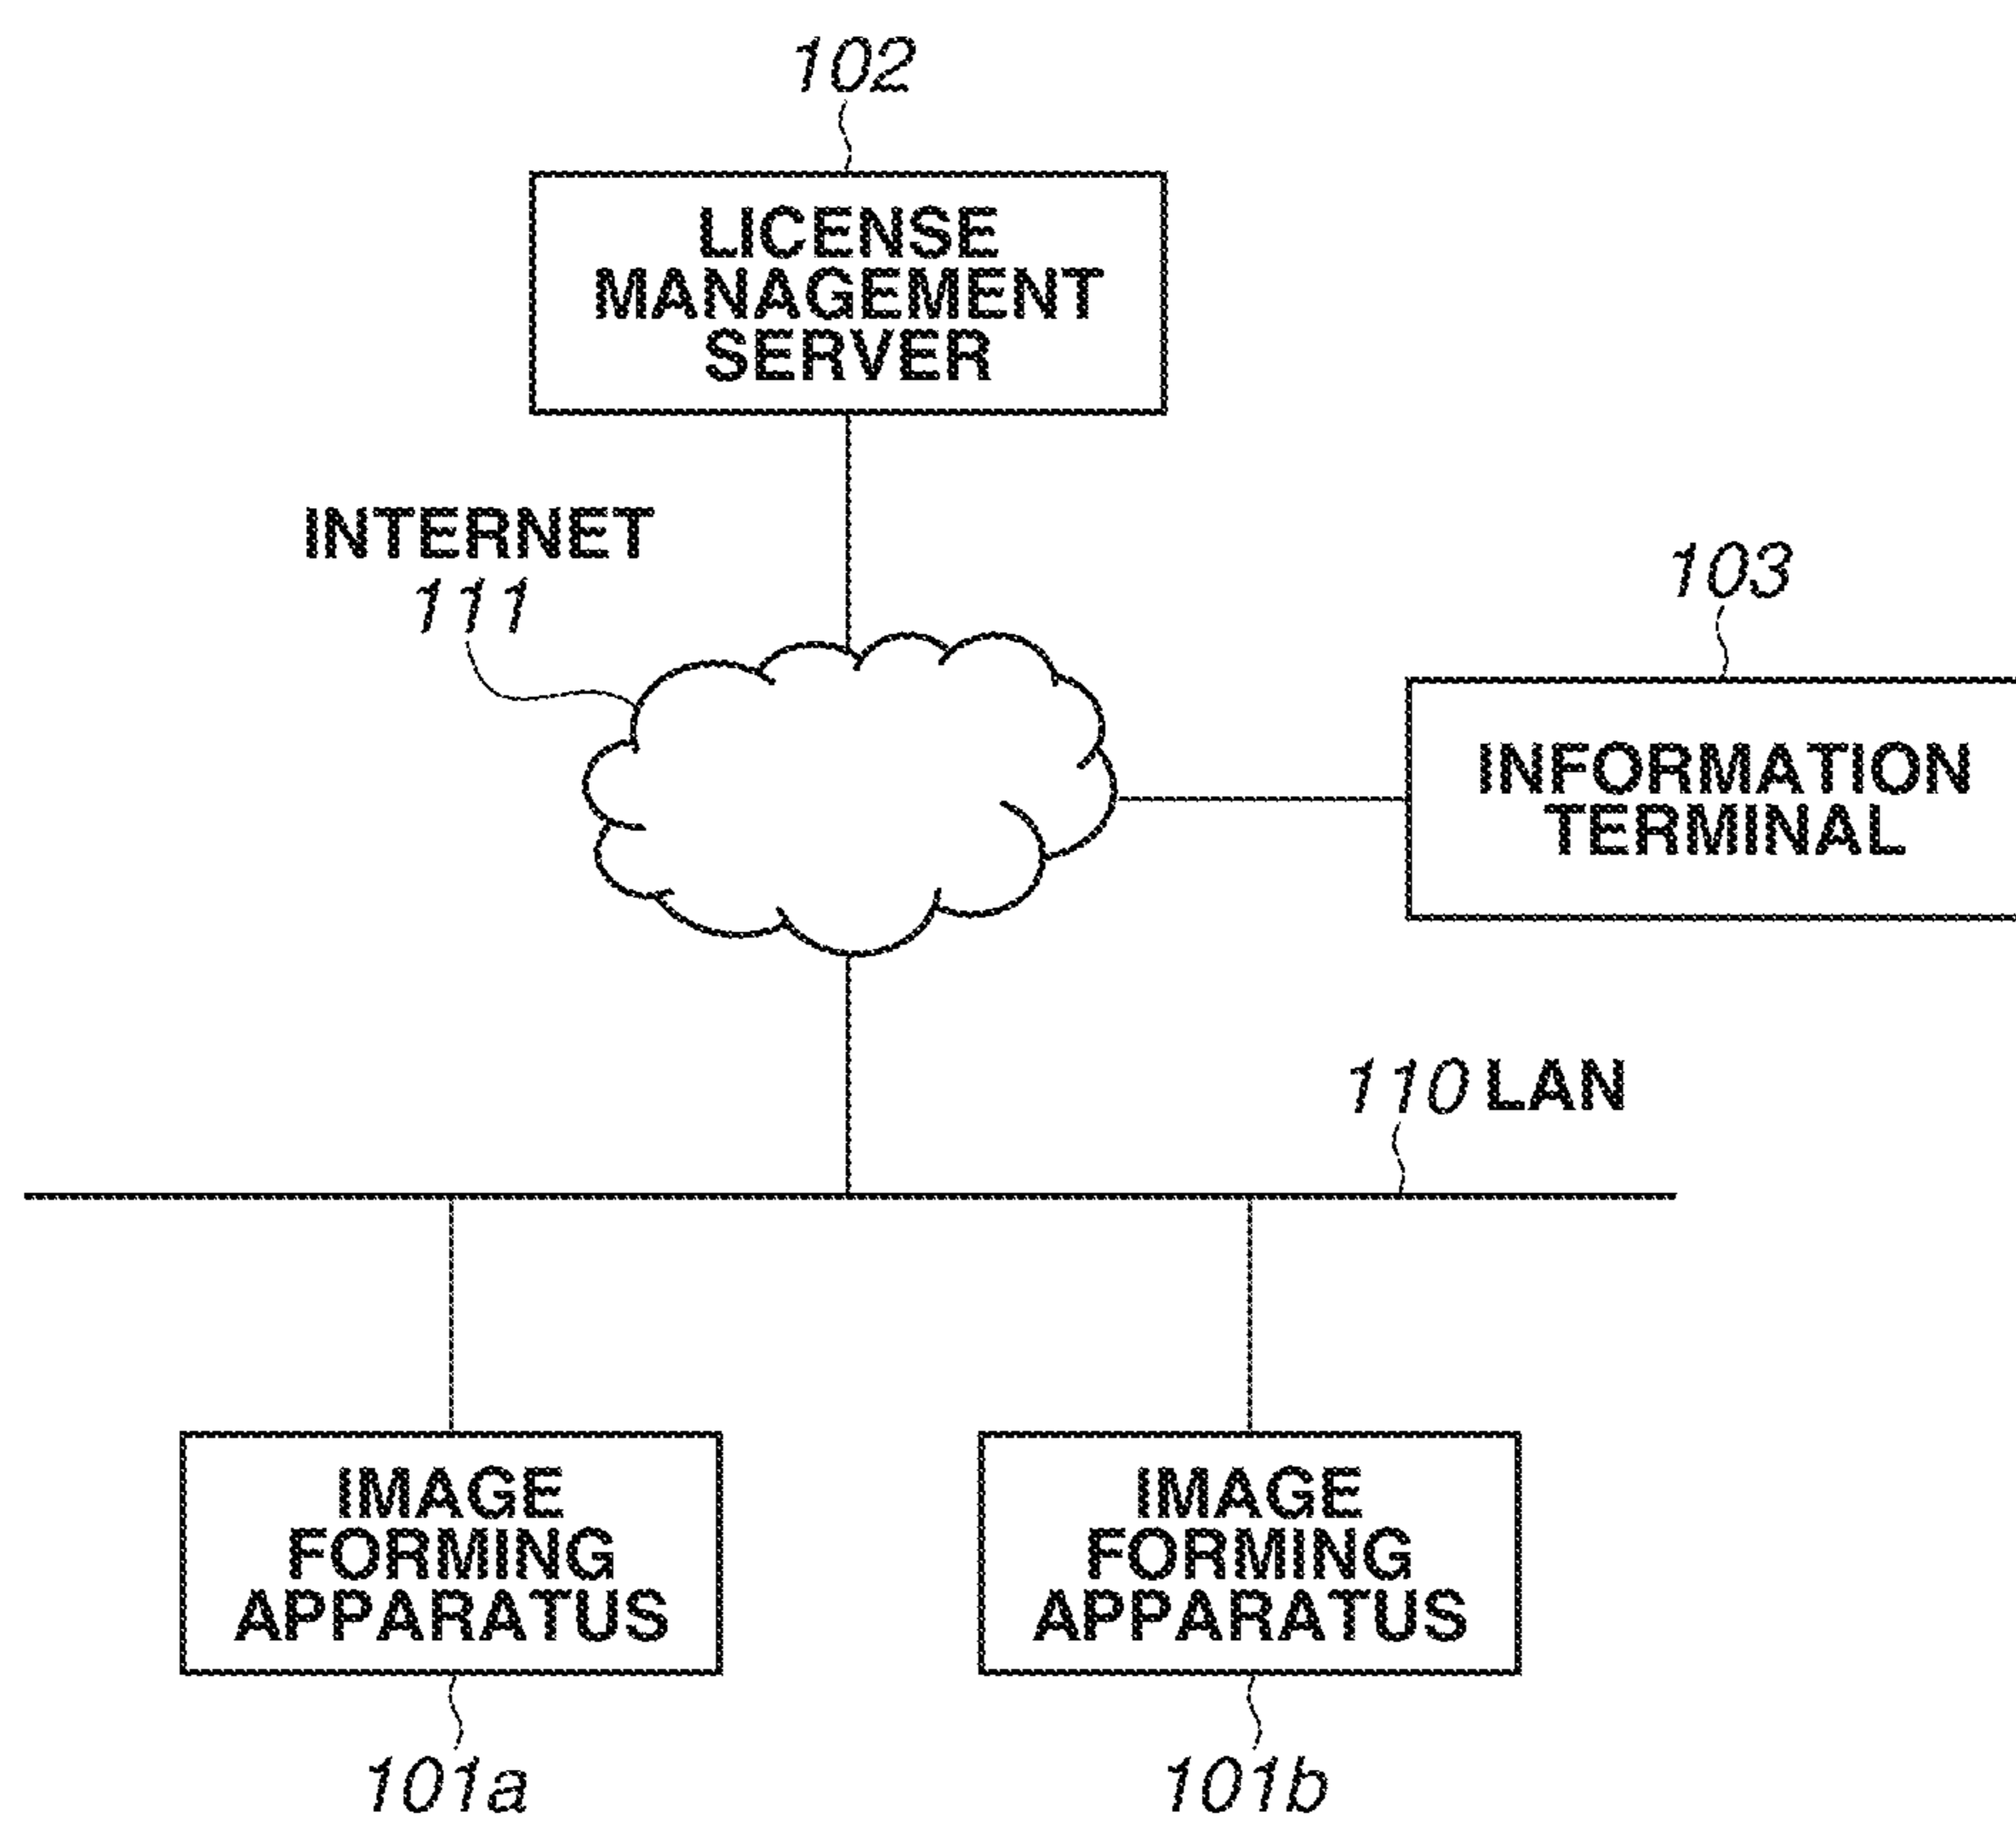 102
LICENSE
MANAGEMENT
SERVER
INTERNET
111
103
INFORMATION
TERMINAL
110 LAN
IMAGE
FORMING
APPARATUS
101a
IMAGE
FORMING
APPARATUS
101b